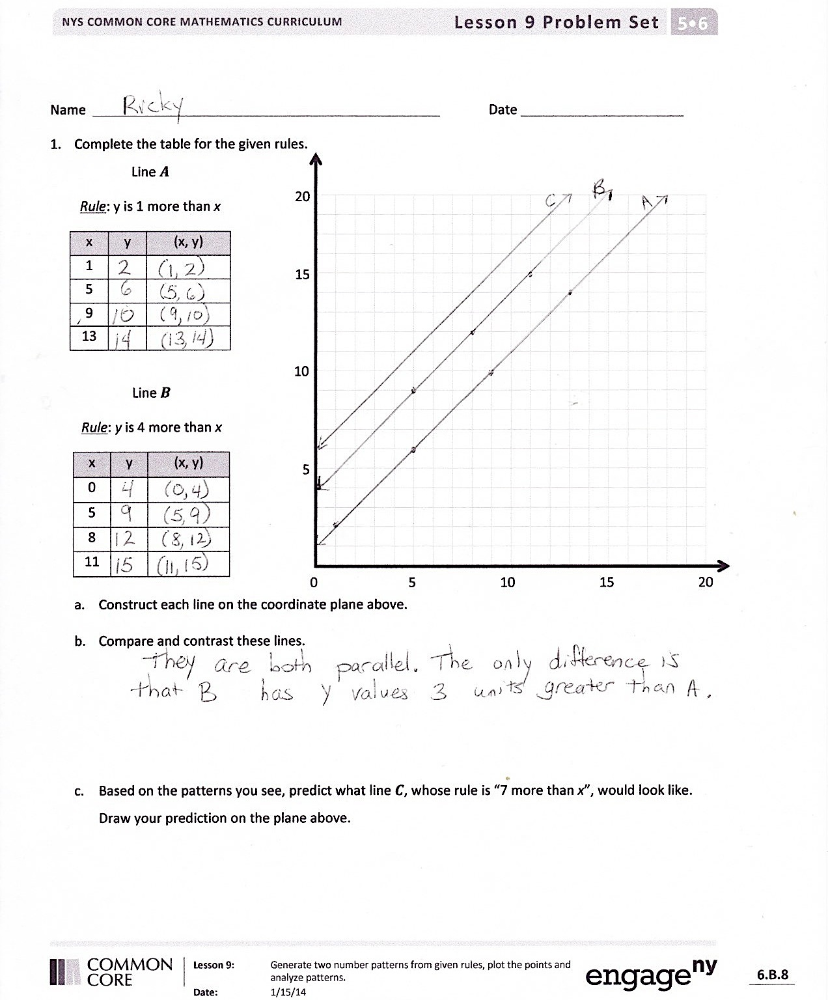 NYS COMMON CORE MATHEMATICS CURRICULUM
Lesson 9 Problem Set 5•6
Name Ricky
Date
1. Complete the table for the given rules.
Line A
Rule: y is 1 more than x
x y (x, y)
1 2 (1, 2)
5 6 (5, 6)
9 10 (9, 10)
13 14 (13, 14)
Line B
Rule: y is 4 more than x
x y (x, y)
0 4 (0, 4)
5 9 (5, 9)
8 12 (8, 12)
11 15 (11, 15)
C B A
20
15
10
5
0 5 10 15 20
a. Construct each line on the coordinate plane above.
b. Compare and contrast these lines.
They are both parallel. The only difference is
that B has y values 3 units greater than A.
c. Based on the patterns you see, predict what line C, whose rule is “7 more than x”, would look like.
Draw your prediction on the plane above.
COMMON
CORE
Lesson 9:
Date:
Generate two number patterns from given rules, plot the points and
analyze patterns.
1/15/14
engage ny
6.B.8